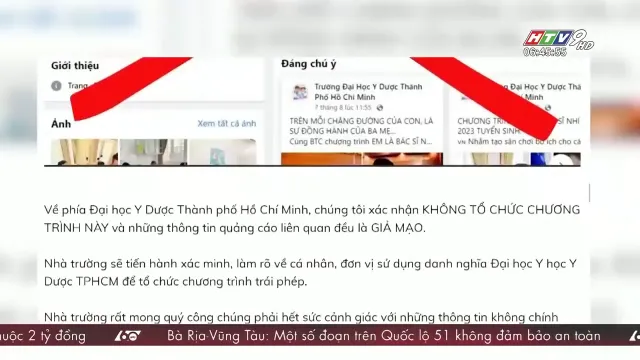 HTV9 HD
06:45:55
Giới thiệu
Trang
Ảnh
Xem tất cả ảnh
Đáng chú ý
Trường Đại Học Y Dược Thành
Phố Hồ Chí Minh
7 tháng 8 lúc 11:55
TRÊN MỖI CHẶNG ĐƯỜNG CỦA CON, LÀ
SỰ ĐỒNG HÀNH CỦA BA MẸ...
Cùng BTC chương trình EM LÀ BÁC SĨ N...
Trường Đại Học Y
Phố Hồ Chí Minh
CHƯƠNG TRÌN SĨ NHÍ
2023 TUYỂN SINH
Nhằm tạo sân chơi bổ ích cho cá
Về phía Đại học Y Dược Thành phố Hồ Chí Minh, chúng tôi xác nhận KHÔNG TỔ CHỨC CHƯƠNG
TRÌNH NÀY và những thông tin quảng cáo liên quan đều là GIẢ MẠO.
Nhà trường sẽ tiến hành xác minh, làm rõ về cá nhân, đơn vị sử dụng danh nghĩa Đại học Y học Y
Dược TPHCM để tổ chức chương trình trái phép.
Nhà trường rất mong quý công chúng phải hết sức cảnh giác với những thông tin không chính
uộc 2 tỷ đồng 60 Bà Rịa-Vũng Tàu: Một số đoạn trên Quốc lộ 51 không đảm bảo an toàn